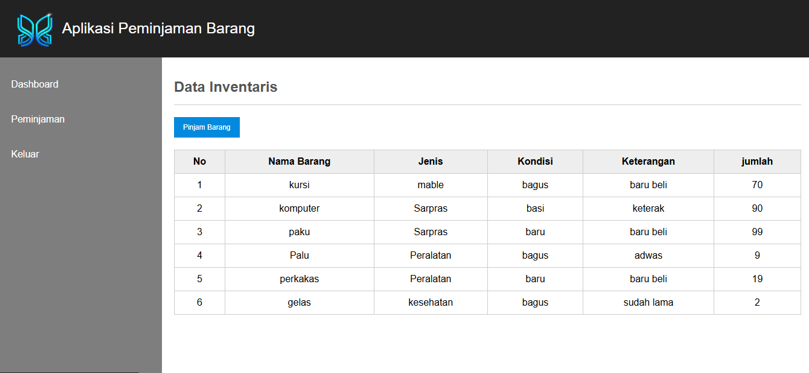 Aplikasi Peminjaman Barang
Dashboard
Peminjaman
Keluar
Data Inventaris
Pinjam Barang
No Nama Barang Jenis Kondisi Keterangan jumlah
1 kursi mable bagus baru beli 70
2 komputer Sarpras basi keterak 90
3 paku Sarpras baru baru beli 99
4 Palu Peralatan bagus adwas 9
5 perkakas Peralatan baru baru beli 19
6 gelas kesehatan bagus sudah lama 2